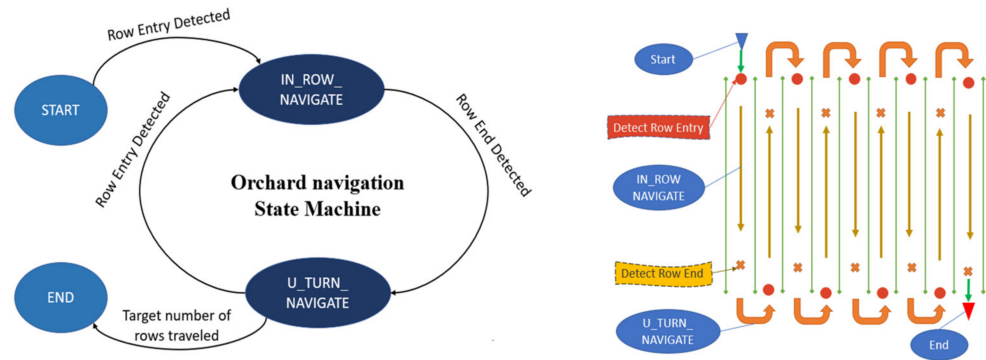 Row Entry Detected
START
IN_ROW_
NAVIGATE
Row Entry Detected
Row End Detected
Orchard navigation
State Machine
END
U_TURN_
NAVIGATE
Target number of
rows traveled
Start
Detect Row Entry
IN_ROW
NAVIGATE
Detect Row End
U_TURN_
NAVIGATE
End